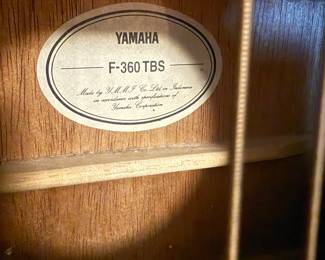 YAMAHA
F-360 TBS
Made by Y.M.M.I Co. Ltd. in Indonesia
in accordance with specifications of
Yamaha Corporation